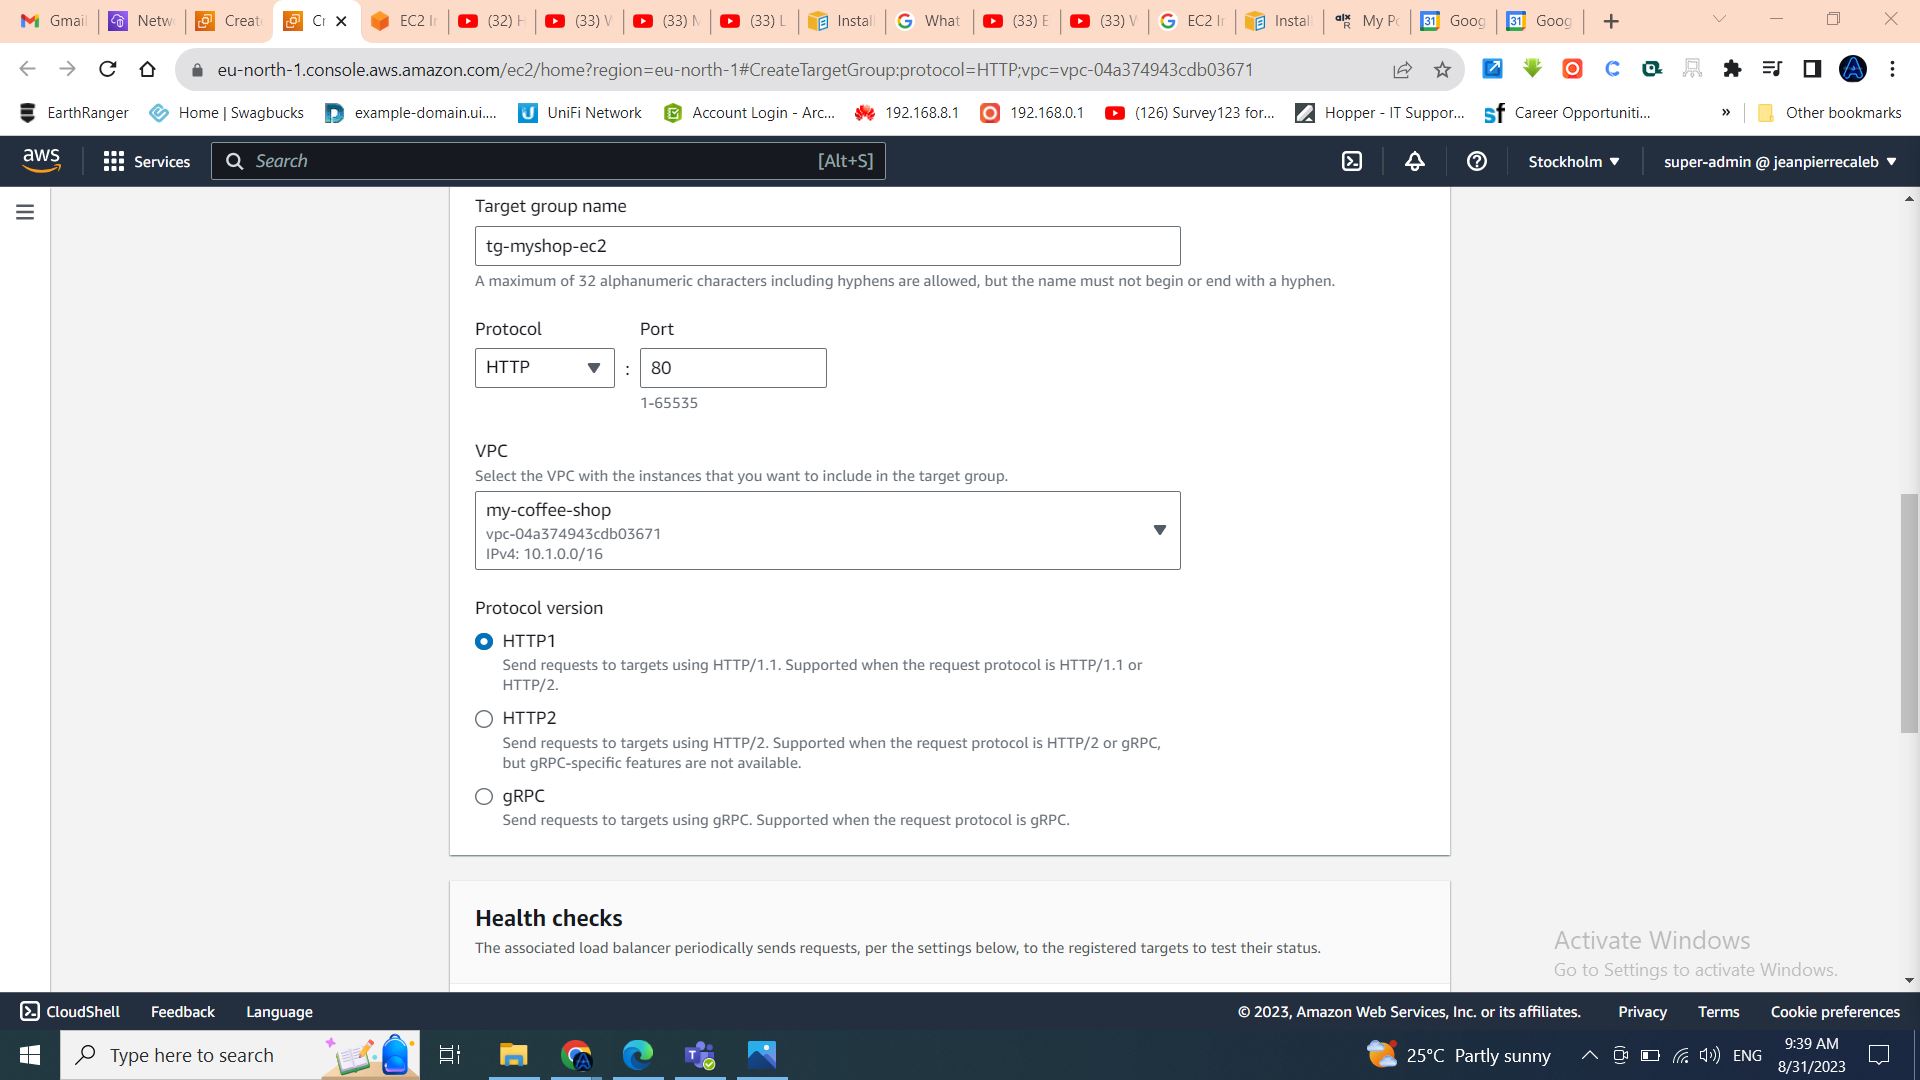 Gmail
Netw
Create
Cr
EC2 Ir
(32) H
(33) V
(33) M
(33) L
Instal
What
(33) E
(33) V
EC2 Ir
Instal
My Po
Goog
Goog
eu-north-1.console.aws.amazon.com/ec2/home?region=eu-north-1#CreateTargetGroup:protocol=HTTP;vpc=vpc-04a374943cdb03671
EarthRanger
Home | Swagbucks
example-domain.ui....
UniFi Network
Account Login - Arc...
192.168.8.1
192.168.0.1
(126) Survey123 for...
Hopper - IT Suppor...
Career Opportuniti...
»
Other bookmarks
aws
Services
Search
[Alt+S]
Stockholm
super-admin @ jeanpierrecaleb
Target group name
tg-myshop-ec2
A maximum of 32 alphanumeric characters including hyphens are allowed, but the name must not begin or end with a hyphen.
Protocol
Port
HTTP
:
80
1-65535
VPC
Select the VPC with the instances that you want to include in the target group.
my-coffee-shop
vpc-04a374943cdb03671
IPv4: 10.1.0.0/16
Protocol version
HTTP1
Send requests to targets using HTTP/1.1. Supported when the request protocol is HTTP/1.1 or
HTTP/2.
HTTP2
Send requests to targets using HTTP/2. Supported when the request protocol is HTTP/2 or gRPC,
but gRPC-specific features are not available.
gRPC
Send requests to targets using gRPC. Supported when the request protocol is gRPC.
Health checks
The associated load balancer periodically sends requests, per the settings below, to the registered targets to test their status.
Activate Windows
Go to Settings to activate Windows.
CloudShell
Feedback
Language
© 2023, Amazon Web Services, Inc. or its affiliates.
Privacy
Terms
Cookie preferences
Type here to search
25°C Partly sunny
ENG
9:39 AM
8/31/2023